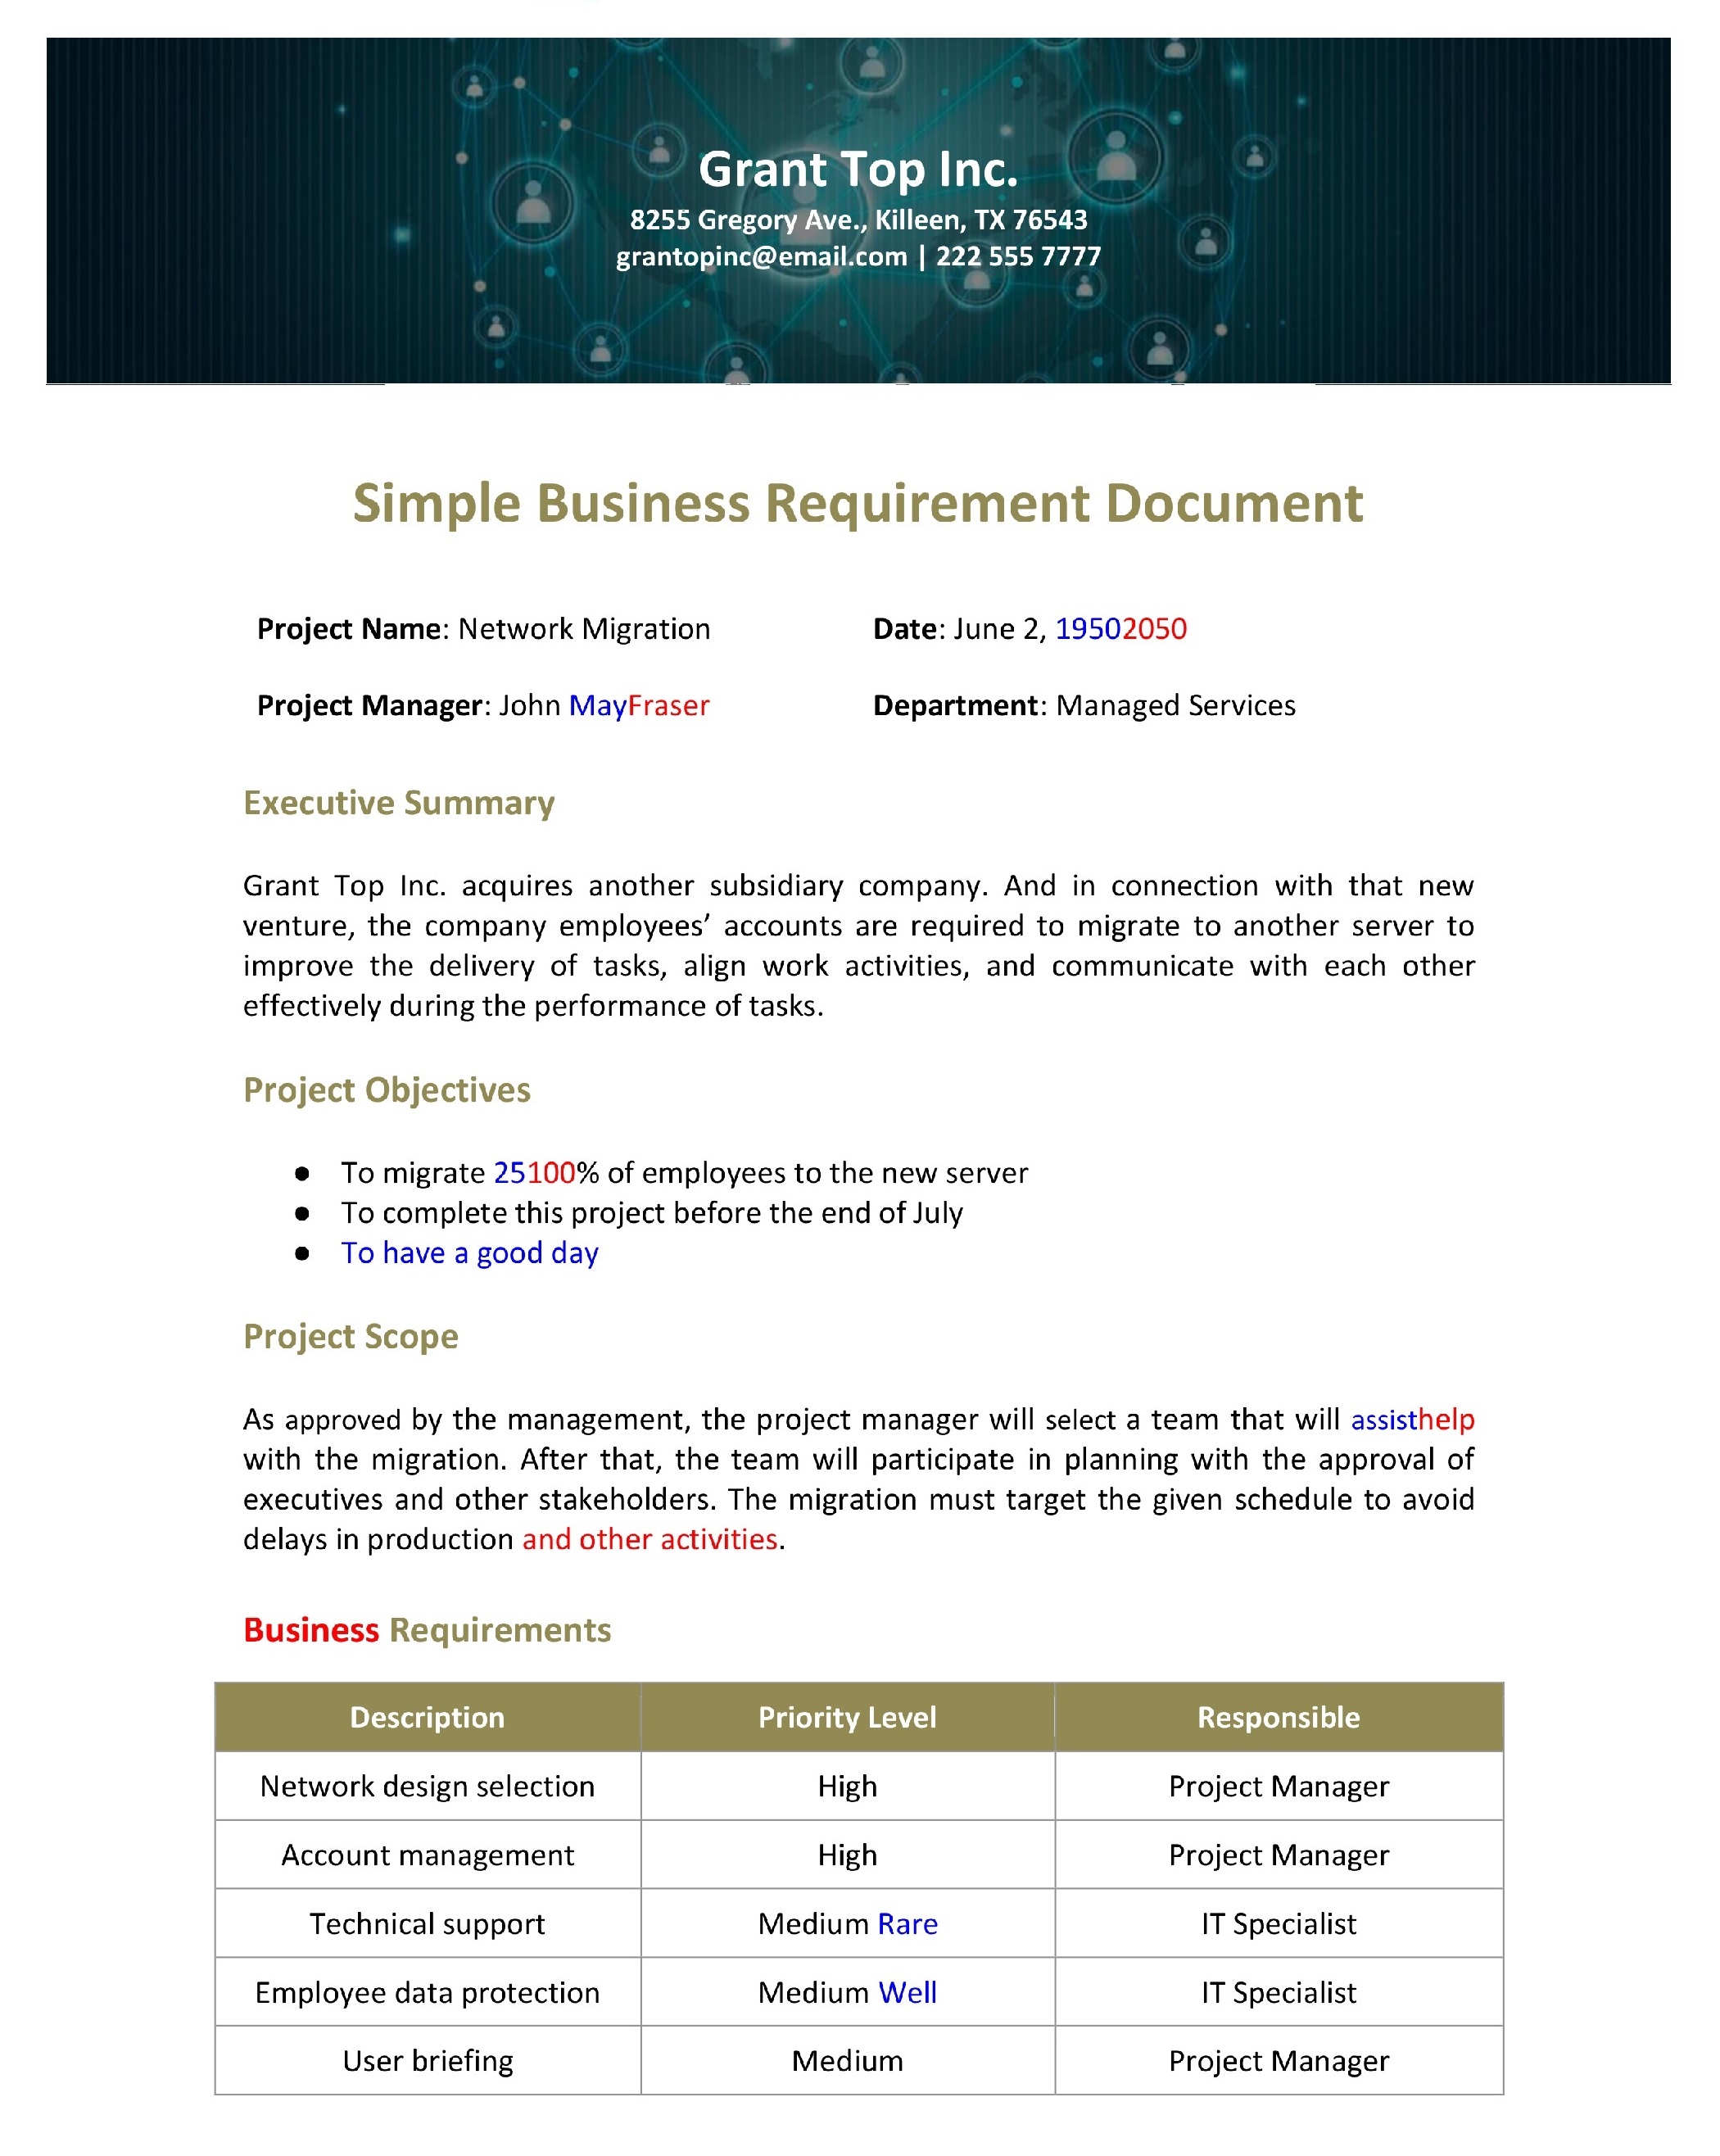 Grant Top Inc.
8255 Gregory Ave., Killeen, TX 76543
grantopinc@email.com | 222 555 7777
Simple Business Requirement Document
Project Name: Network Migration Date: June 2, 19502050
Project Manager: John MayFraser Department: Managed Services
Executive Summary
Grant Top Inc. acquires another subsidiary company. And in connection with that new
venture, the company employees’ accounts are required to migrate to another server to
improve the delivery of tasks, align work activities, and communicate with each other
effectively during the performance of tasks.
Project Objectives
● To migrate 25100% of employees to the new server
● To complete this project before the end of July
● To have a good day
Project Scope
As approved by the management, the project manager will select a team that will assisthelp
with the migration. After that, the team will participate in planning with the approval of
executives and other stakeholders. The migration must target the given schedule to avoid
delays in production and other activities.
Business Requirements
Description Priority Level Responsible
Network design selection High Project Manager
Account management High Project Manager
Technical support Medium Rare IT Specialist
Employee data protection Medium Well IT Specialist
User briefing Medium Project Manager